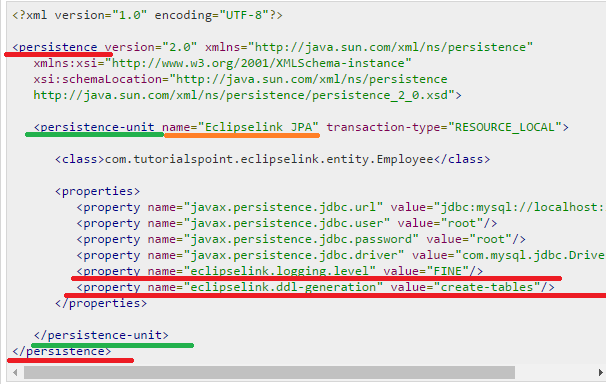 <?xml version="1.0" encoding="UTF-8"?>
<persistence version="2.0" xmlns="http://java.sun.com/xml/ns/persistence"
xmlns:xsi="http://www.w3.org/2001/XMLSchema-instance"
xsi:schemaLocation="http://java.sun.com/xml/ns/persistence
http://java.sun.com/xml/ns/persistence/persistence_2_0.xsd">
<persistence-unit name="Eclipselink JPA" transaction-type="RESOURCE_LOCAL">
<class>com.tutorialspoint.eclipselink.entity.Employee</class>
<properties>
<property name="javax.persistence.jdbc.url" value="jdbc:mysql://localhost:
<property name="javax.persistence.jdbc.user" value="root"/>
<property name="javax.persistence.jdbc.password" value="root"/>
<property name="javax.persistence.jdbc.driver" value="com.mysql.jdbc.Drive
<property name="eclipselink.logging.level" value="FINE"/>
<property name="eclipselink.ddl-generation" value="create-tables"/>
</properties>
</persistence-unit>
</persistence>